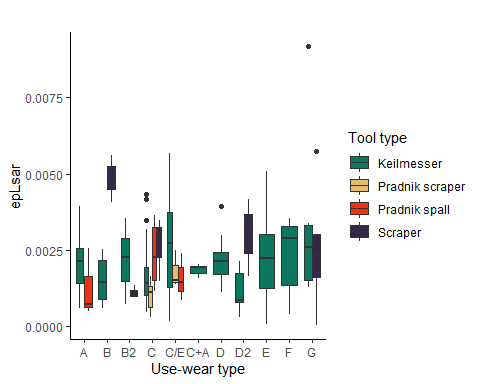 Tool type
Keilmesser
Pradnik scraper
Pradnik spall
Scraper
epLsar
0.0075
0.0050
0.0025
0.0000
A B B2 C C/E C+A D D2 E F G
Use-wear type